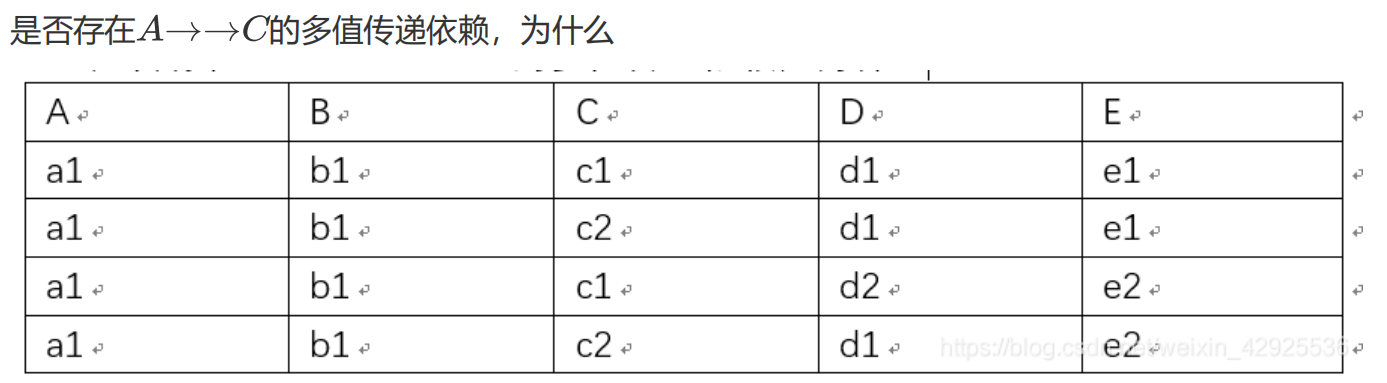 是否存在A→→C的多值传递依赖，为什么
A B C D E
a1 b1 c1 d1 e1
a1 b1 c2 d1 e1
a1 b1 c1 d2 e2
a1 b1 c2 d1 e2
https://blog.csdn.net/weixin_42925536